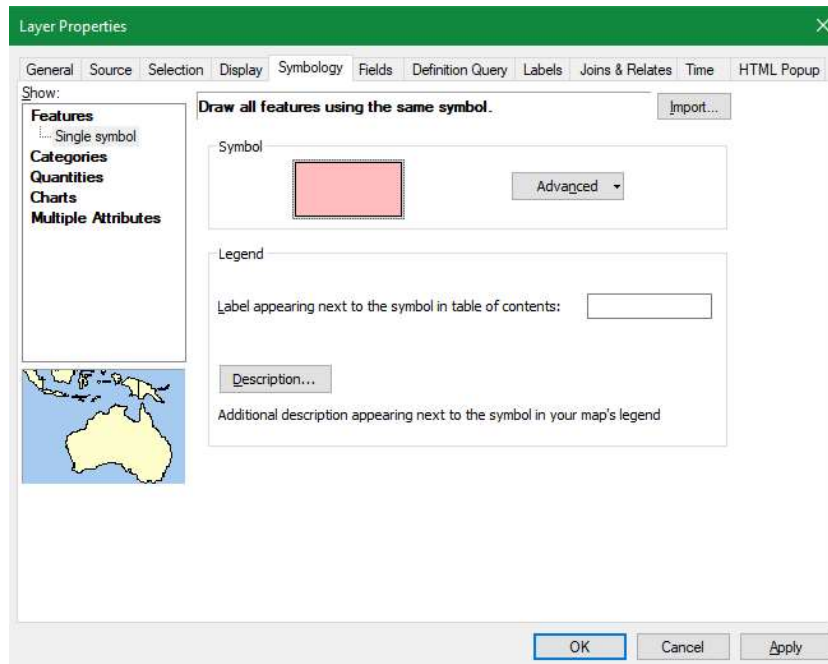 Layer Properties
General Source Selection Display Symbology Fields Definition Query Labels Joins & Relates Time HTML Popup
Show:
Features
Single symbol
Categories
Quantities
Charts
Multiple Attributes
Draw all features using the same symbol.
Import...
Symbol
Advanced
Legend
Label appearing next to the symbol in table of contents:
Description...
Additional description appearing next to the symbol in your map's legend
OK Cancel Apply